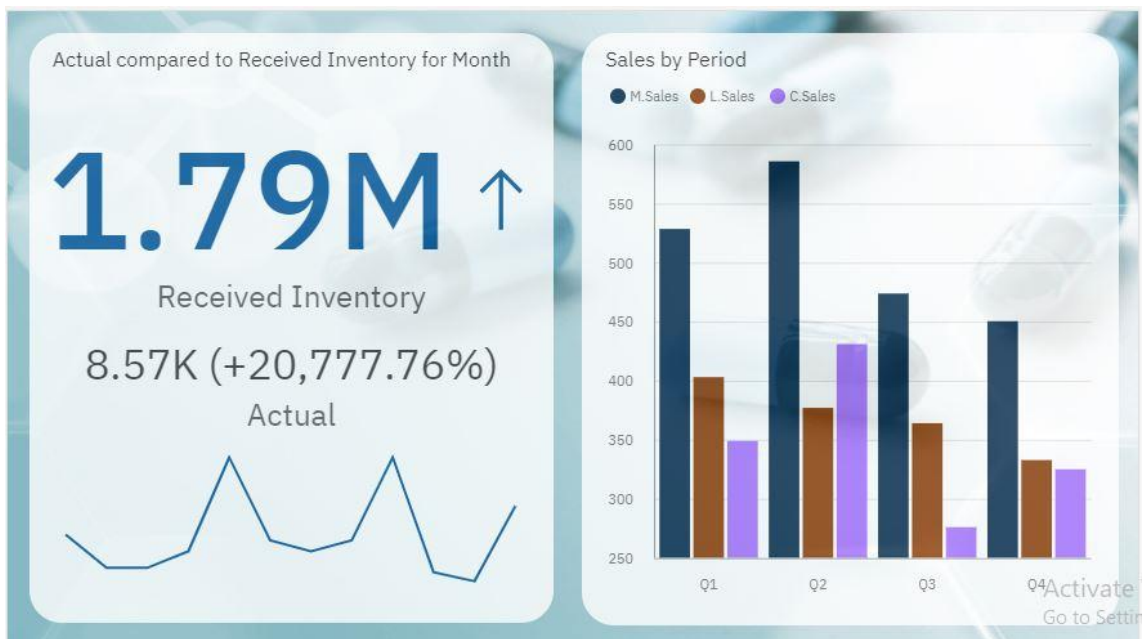 Actual compared to Received Inventory for Month
1.79M ↑
Received Inventory
8.57K (+20,777.76%)
Actual
Sales by Period
M.Sales L.Sales C.Sales
600
550
500
450
400
350
300
250
Q1 Q2 Q3 Q4
Activate
Go to